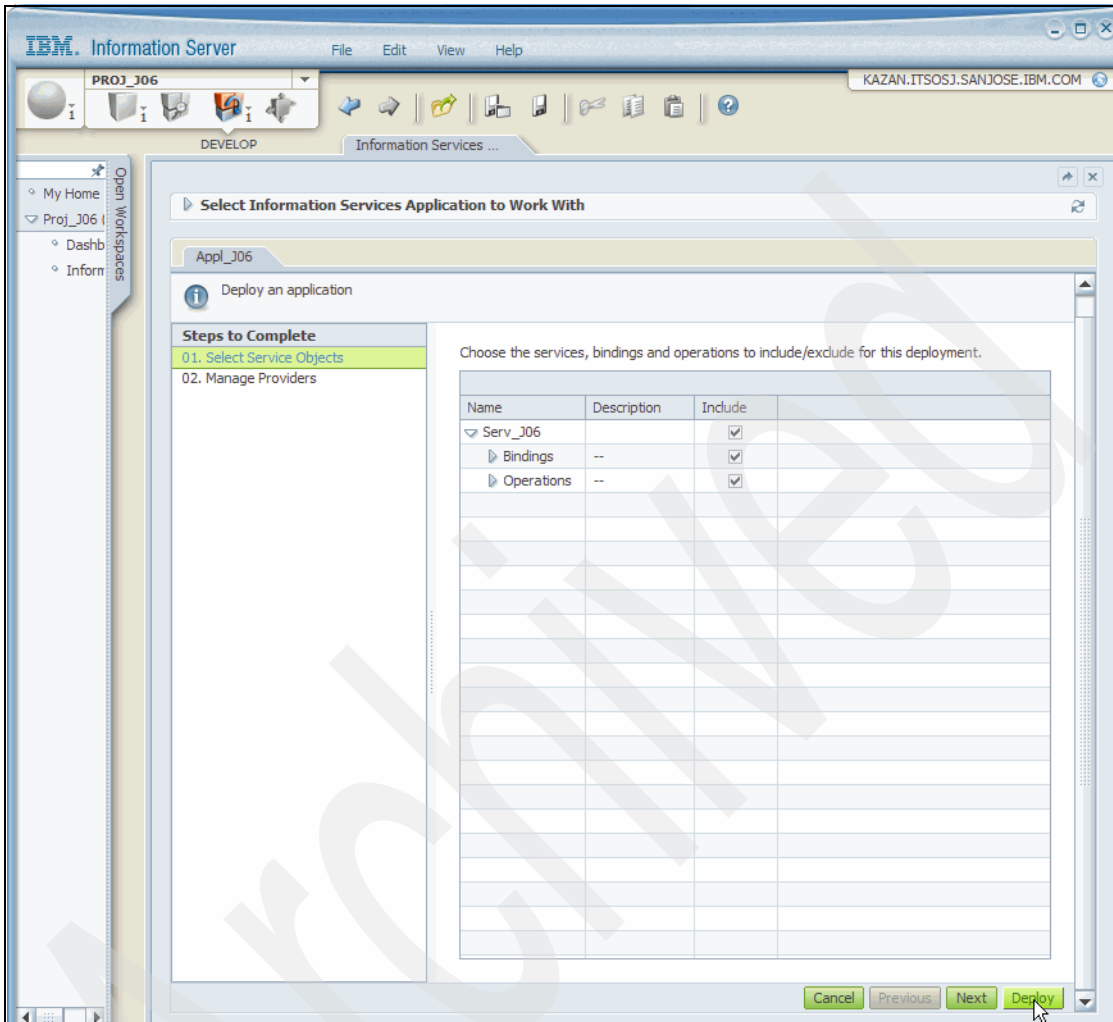 IBM. Information Server File Edit View Help
PROJ_J06 KAZAN.ITSOSJ.SANJOSE.IBM.COM
DEVELOP Information Services ...
Open Workspaces
My Home
Proj_J06 (
Dashb
Inform
Select Information Services Application to Work With
Appl_J06
Deploy an application
Steps to Complete
01. Select Service Objects
02. Manage Providers
Choose the services, bindings and operations to include/exclude for this deployment.
Name Description Include
Serv_J06
Bindings --
Operations --
Cancel Previous Next Deploy
Archived